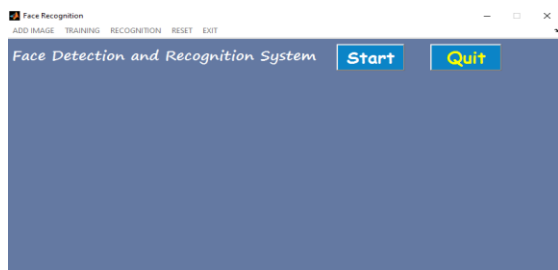 Face Recognition
ADD IMAGE TRAINING RECOGNITION RESET EXIT
Face Detection and Recognition System Start Quit